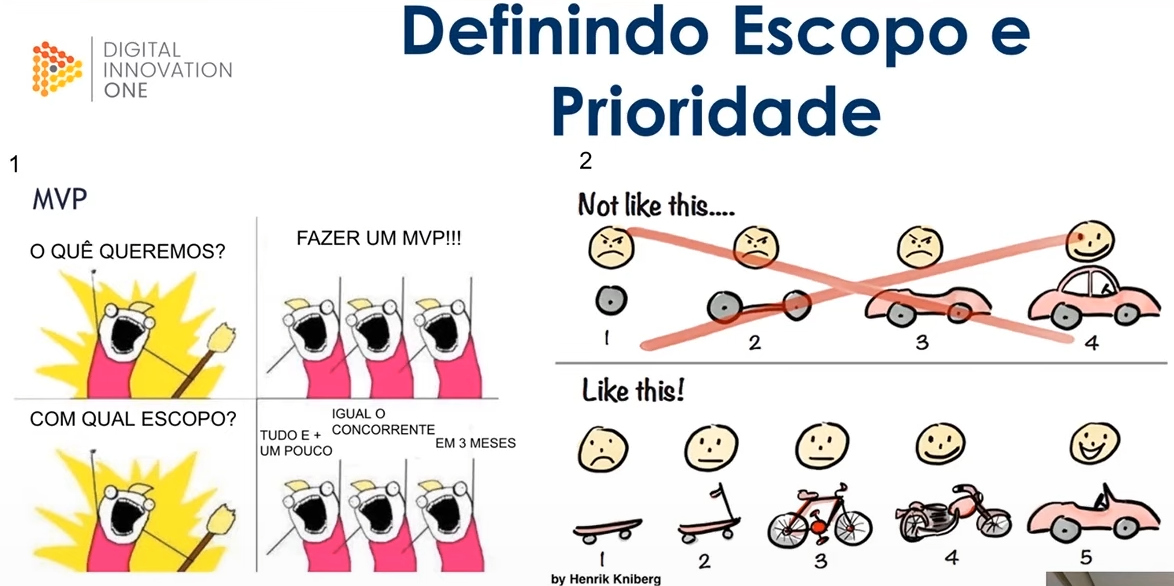 DIGITAL
INNOVATION
ONE
Definindo Escopo e
Prioridade
1
MVP
O QUÊ QUEREMOS?
FAZER UM MVP!!!
COM QUAL ESCOPO?
TUDO E +
UM POUCO
IGUAL O
CONCORRENTE
EM 3 MESES
2
Not like this....
1 2 3 4
Like this!
1 2 3 4 5
by Henrik Kniberg